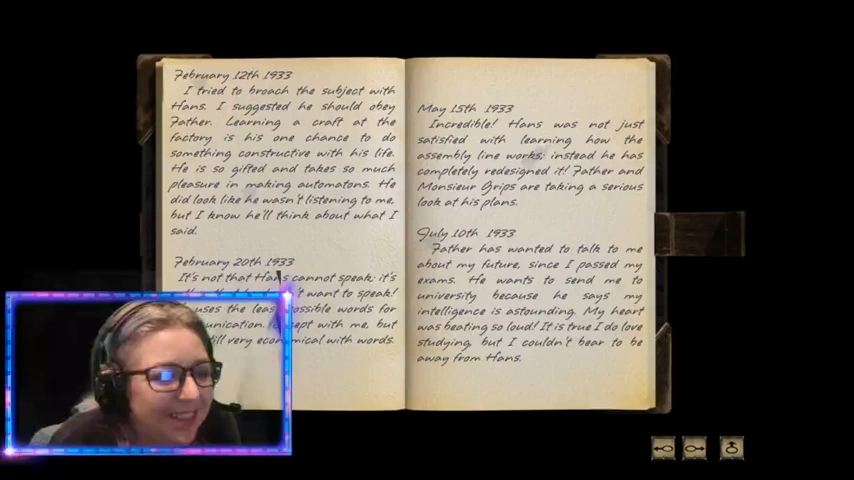 February 12th 1933
I tried to broach the subject with
Hans. I suggested he should obey
Father. Learning a craft at the
factory is his one chance to do
something constructive with his life.
He is so gifted and takes so much
pleasure in making automatons. He
did look like he wasn't listening to me,
but I know he'll think about what I
said.
February 20th 1933
It's not that Hans cannot speak: it's
't want to speak!
uses the least possible words for
with me, but
still very economical with words.
May 15th 1933
Incredible! Hans was not just
satisfied with learning how the
assembly line works: instead he has
completely redesigned it! Father and
Monsieur Grips are taking a serious
look at his plans.
July 10th 1933
Father has wanted to talk to me
about my future, since I passed my
exams. He wants to send me to
university because he says my
intelligence is astounding. My heart
was beating so loud! It is true I do love
studying, but I couldn't bear to be
away from Hans.